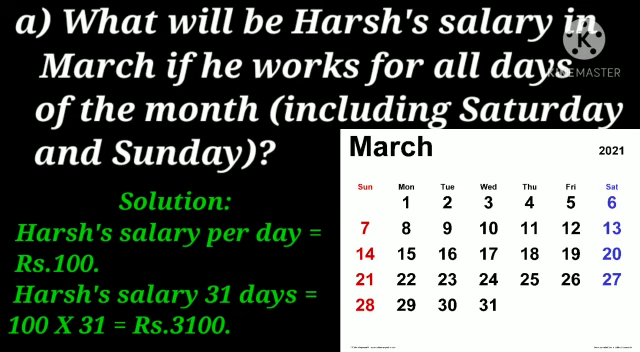 a) What will be Harsh's salary in
March if he works for all days
of the month (including Saturday
and Sunday)?
K
KINEMASTER
Solution:
Harsh's salary per day =
Rs.100.
Harsh's salary 31 days =
100 X 31 = Rs.3100.
March 2021
Sun Mon Tue Wed Thu Fri Sat
1 2 3 4 5 6
7 8 9 10 11 12 13
14 15 16 17 18 19 20
21 22 23 24 25 26 27
28 29 30 31